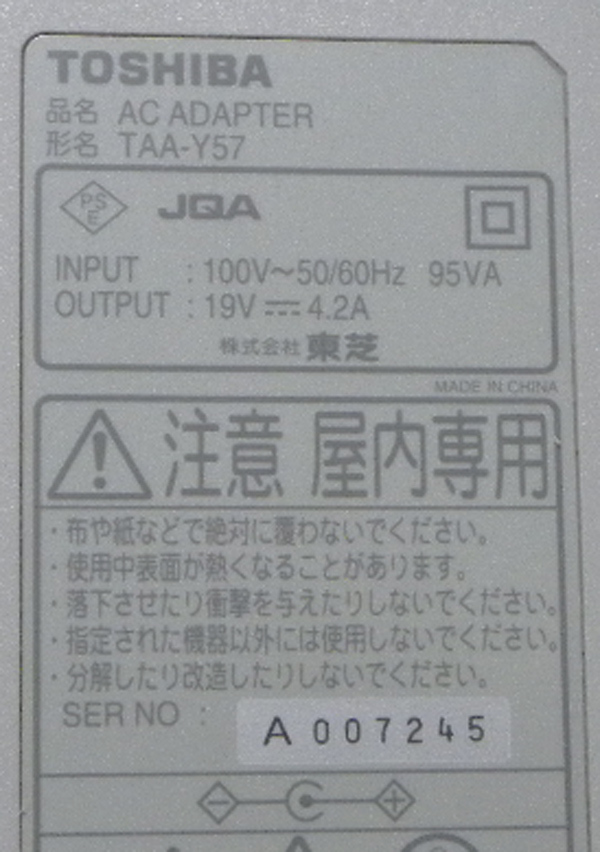 TOSHIBA
品名 AC ADAPTER
形名 TAA-Y57
PSE JQA
INPUT : 100V～50/60Hz 95VA
OUTPUT : 19V ⎓ 4.2A
株式会社 東芝
MADE IN CHINA
注意 屋内専用
・布や紙などで絶対に覆わないでください。
・使用中表面が熱くなることがあります。
・落下させたり衝撃を与えたりしないでください。
・指定された機器以外には使用しないでください。
・分解したり改造したりしないでください。
SER NO : A 007245